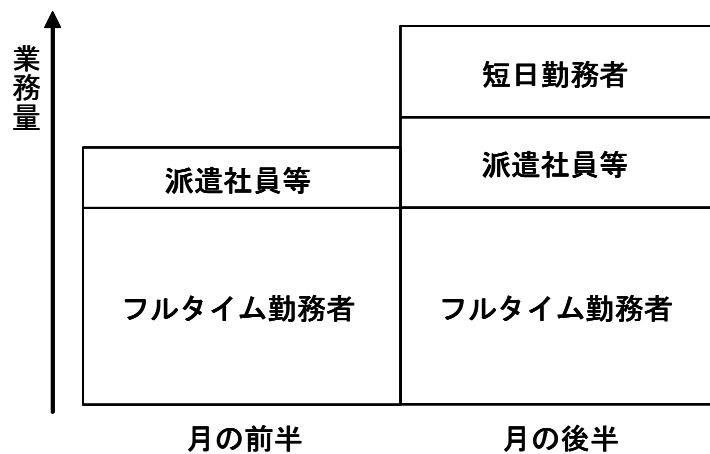 業務量
短日勤務者
派遣社員等
派遣社員等
フルタイム勤務者
フルタイム勤務者
月の前半
月の後半